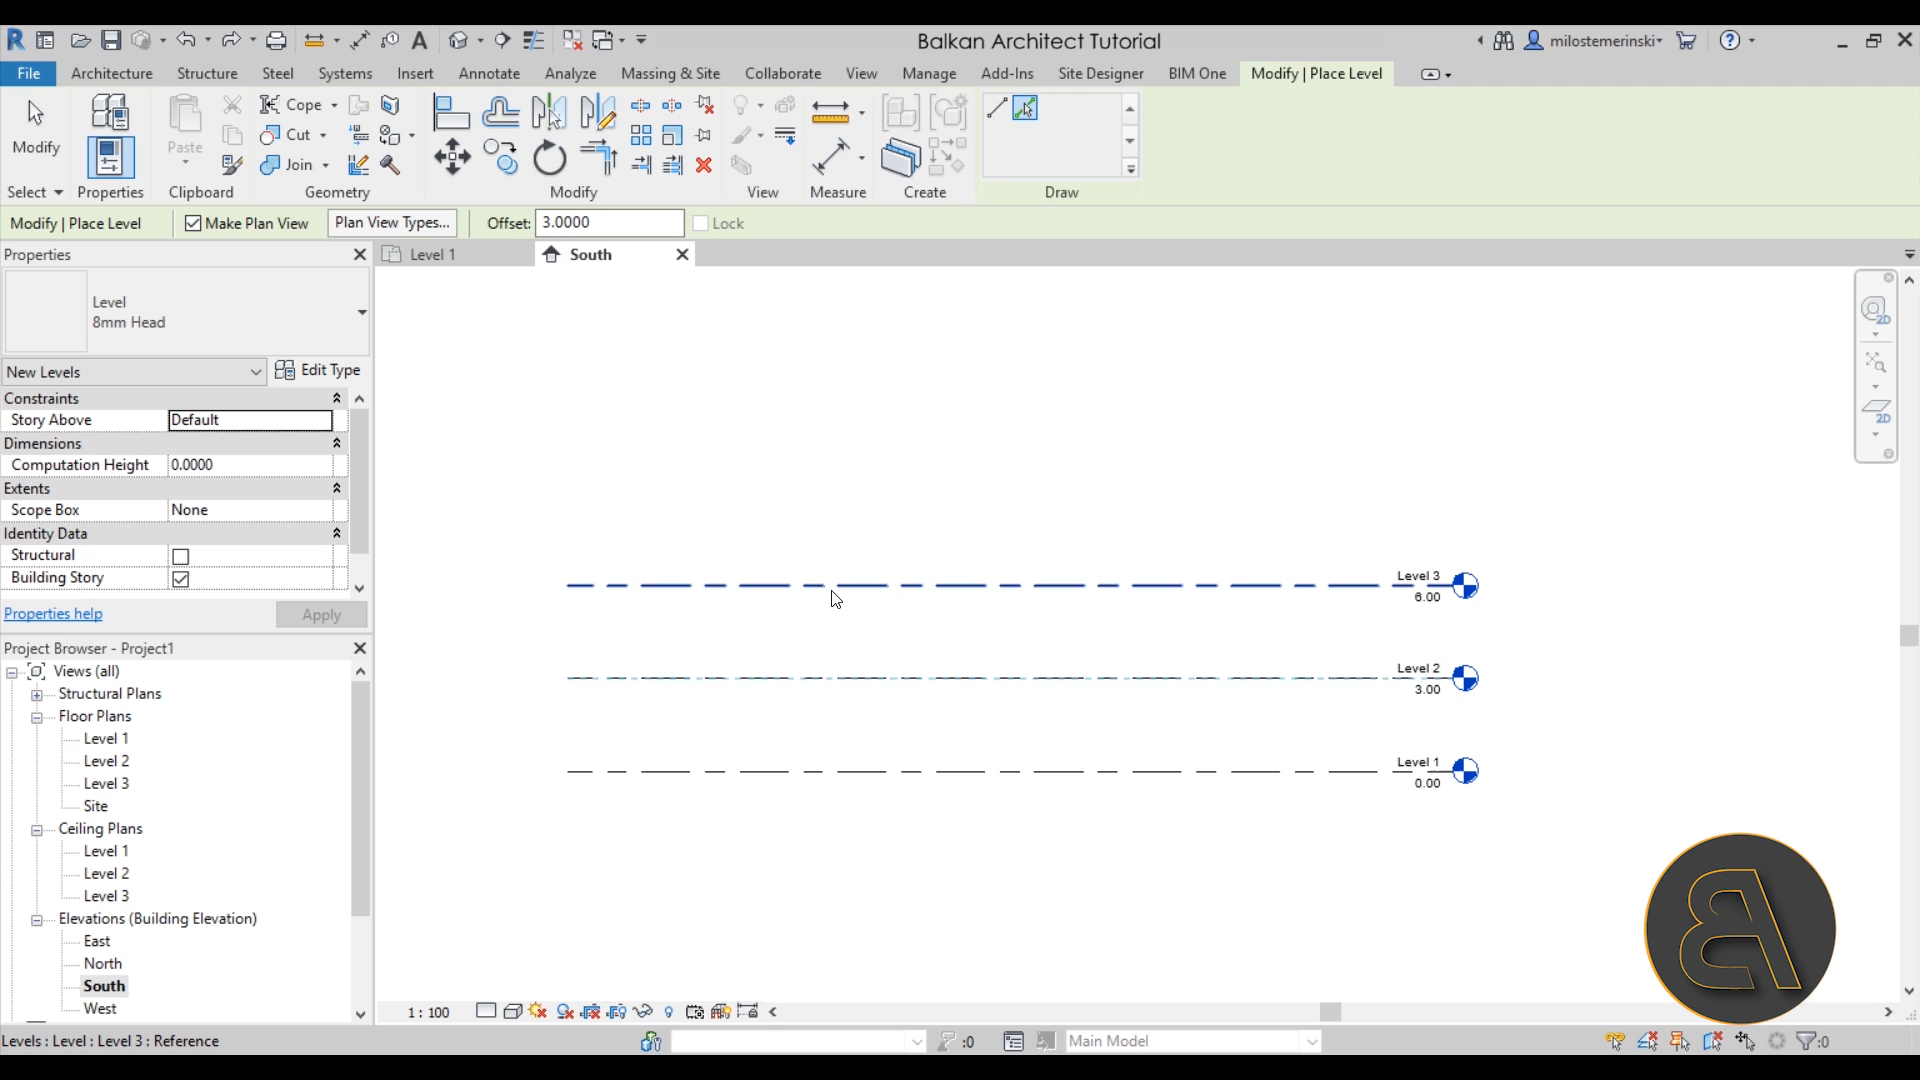 Balkan Architect Tutorial
milostemerinski
File Architecture Structure Steel Systems Insert Annotate Analyze Massing & Site Collaborate View Manage Add-Ins Site Designer BIM One Modify | Place Level
Modify
Paste
Cope
Cut
Join
Select Properties Clipboard Geometry Modify View Measure Create Draw
Modify | Place Level Make Plan View Plan View Types... Offset: 3.0000 Lock
Properties
Level 1
South
Level
8mm Head
New Levels
Edit Type
Constraints
Story Above Default
Dimensions
Computation Height 0.0000
Extents
Scope Box None
Identity Data
Structural
Building Story
Properties help
Apply
Project Browser - Project1
Views (all)
Structural Plans
Floor Plans
Level 1
Level 2
Level 3
Site
Ceiling Plans
Level 1
Level 2
Level 3
Elevations (Building Elevation)
East
North
South
West
2D
2D
Level 3
6.00
Level 2
3.00
Level 1
0.00
1 : 100
Levels : Level : Level 3 : Reference
:0
Main Model
:0